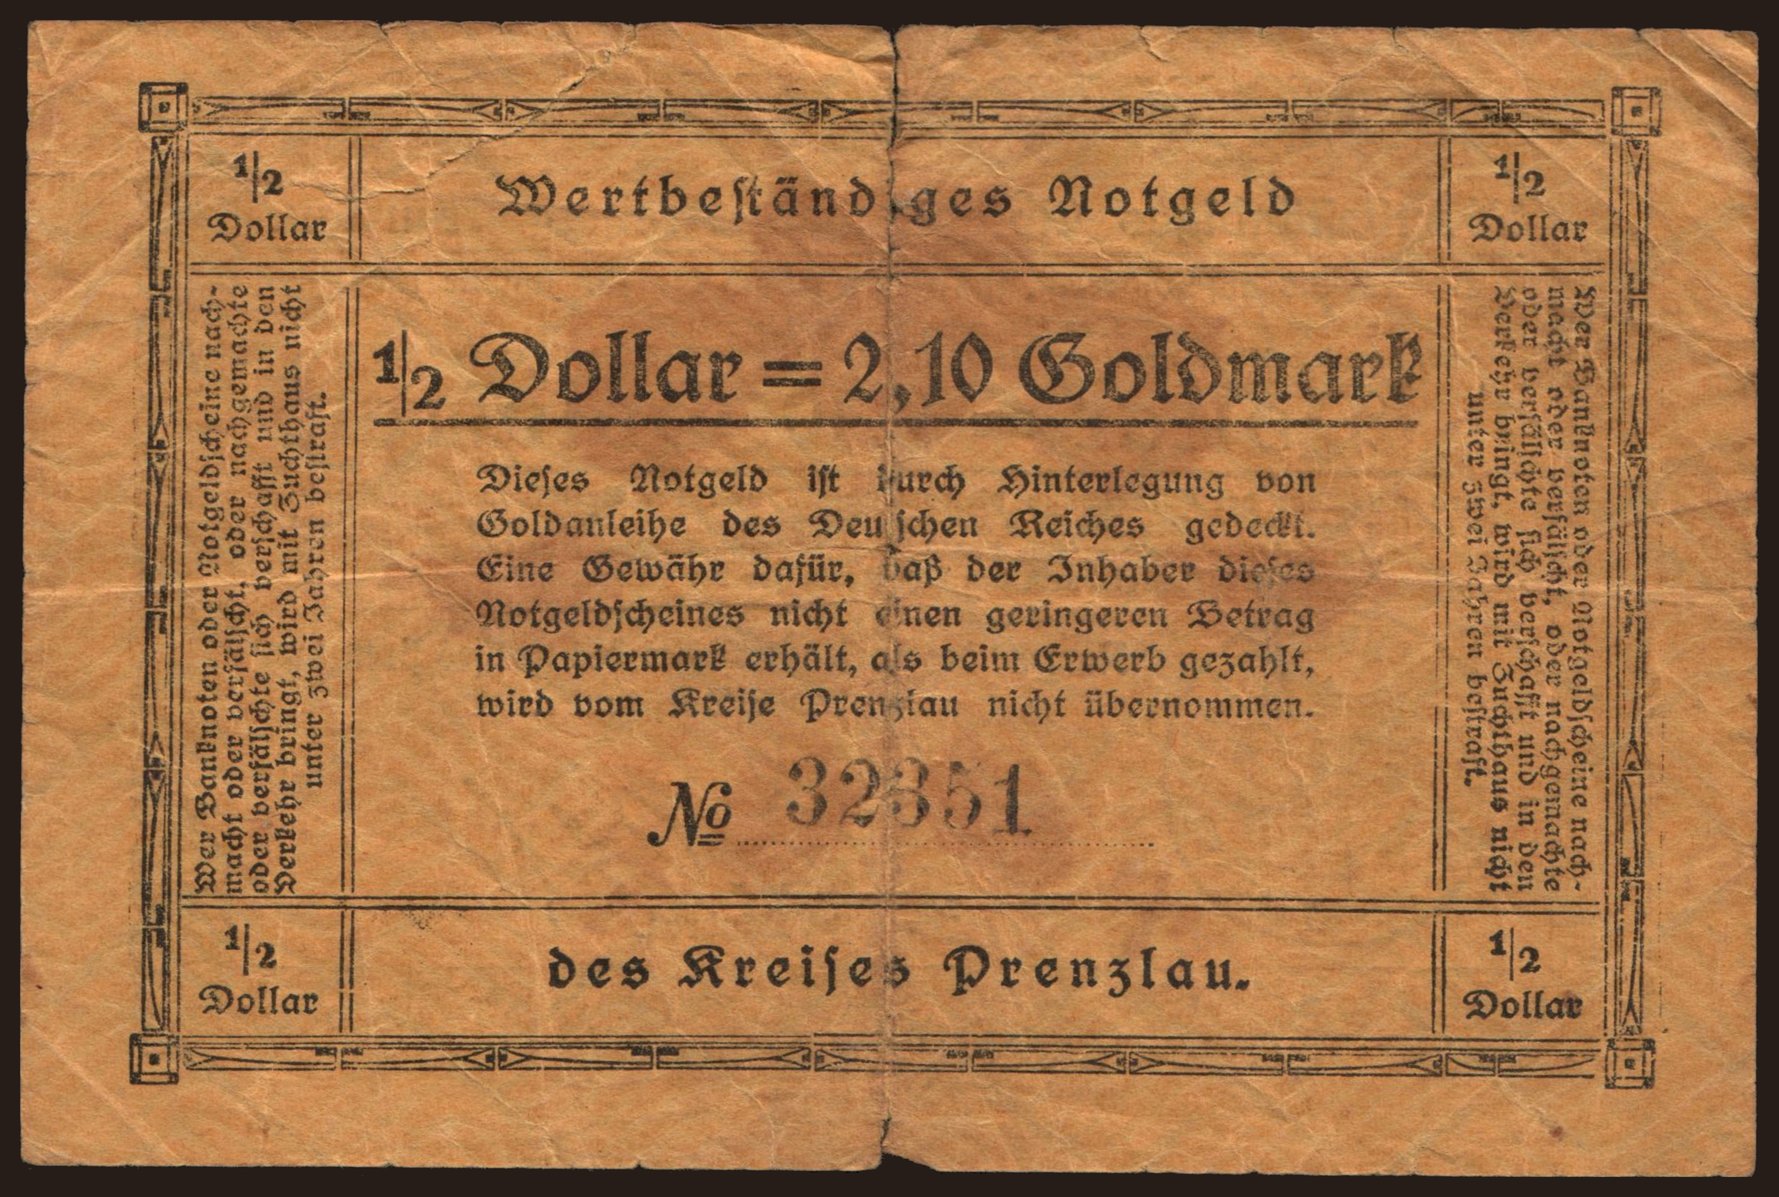 1/2
Dollar
Wertbeständiges Notgeld
1/2
Dollar
Wer Banknoten oder Notgeldscheine nach-
macht oder verfälscht, oder nachgemachte
oder verfälschte sich verschafft und in den
Verkehr bringt, wird mit Zuchthaus nicht
unter zwei Jahren bestraft.
1/2 Dollar = 2,10 Goldmark
Dieses Notgeld ist durch Hinterlegung von
Goldanleihe des Deutschen Reiches gedeckt.
Eine Gewähr dafür, daß der Inhaber dieses
Notgeldscheines nicht einen geringeren Betrag
in Papiermark erhält, als beim Erwerb gezahlt,
wird vom Kreise Prenzlau nicht übernommen.
No 32351
Wer Banknoten oder Notgeldscheine nach-
macht oder verfälscht, oder nachgemachte
oder verfälschte sich verschafft und in den
Verkehr bringt, wird mit Zuchthaus nicht
unter zwei Jahren bestraft.
1/2
Dollar
des Kreises Prenzlau.
1/2
Dollar